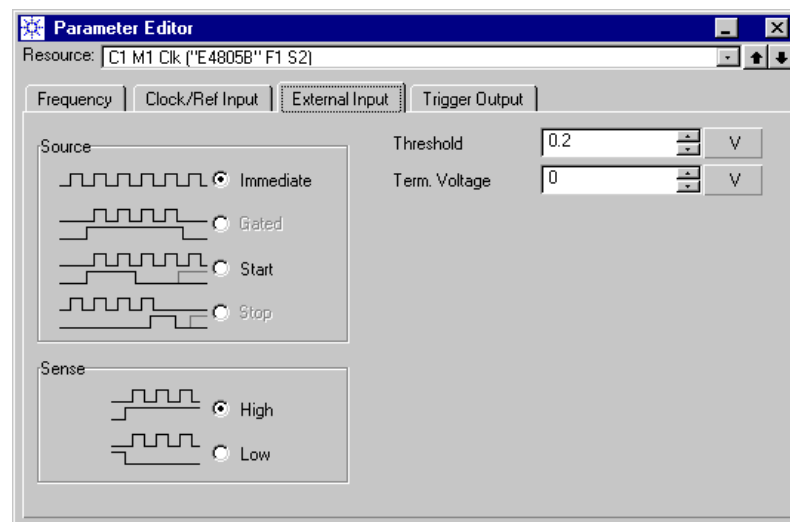 Parameter Editor
Resource: C1 M1 Clk ("E4805B" F1 S2)
Frequency Clock/Ref Input External Input Trigger Output
Source
Immediate
Gated
Start
Stop
Sense
High
Low
Threshold 0.2 V
Term. Voltage 0 V